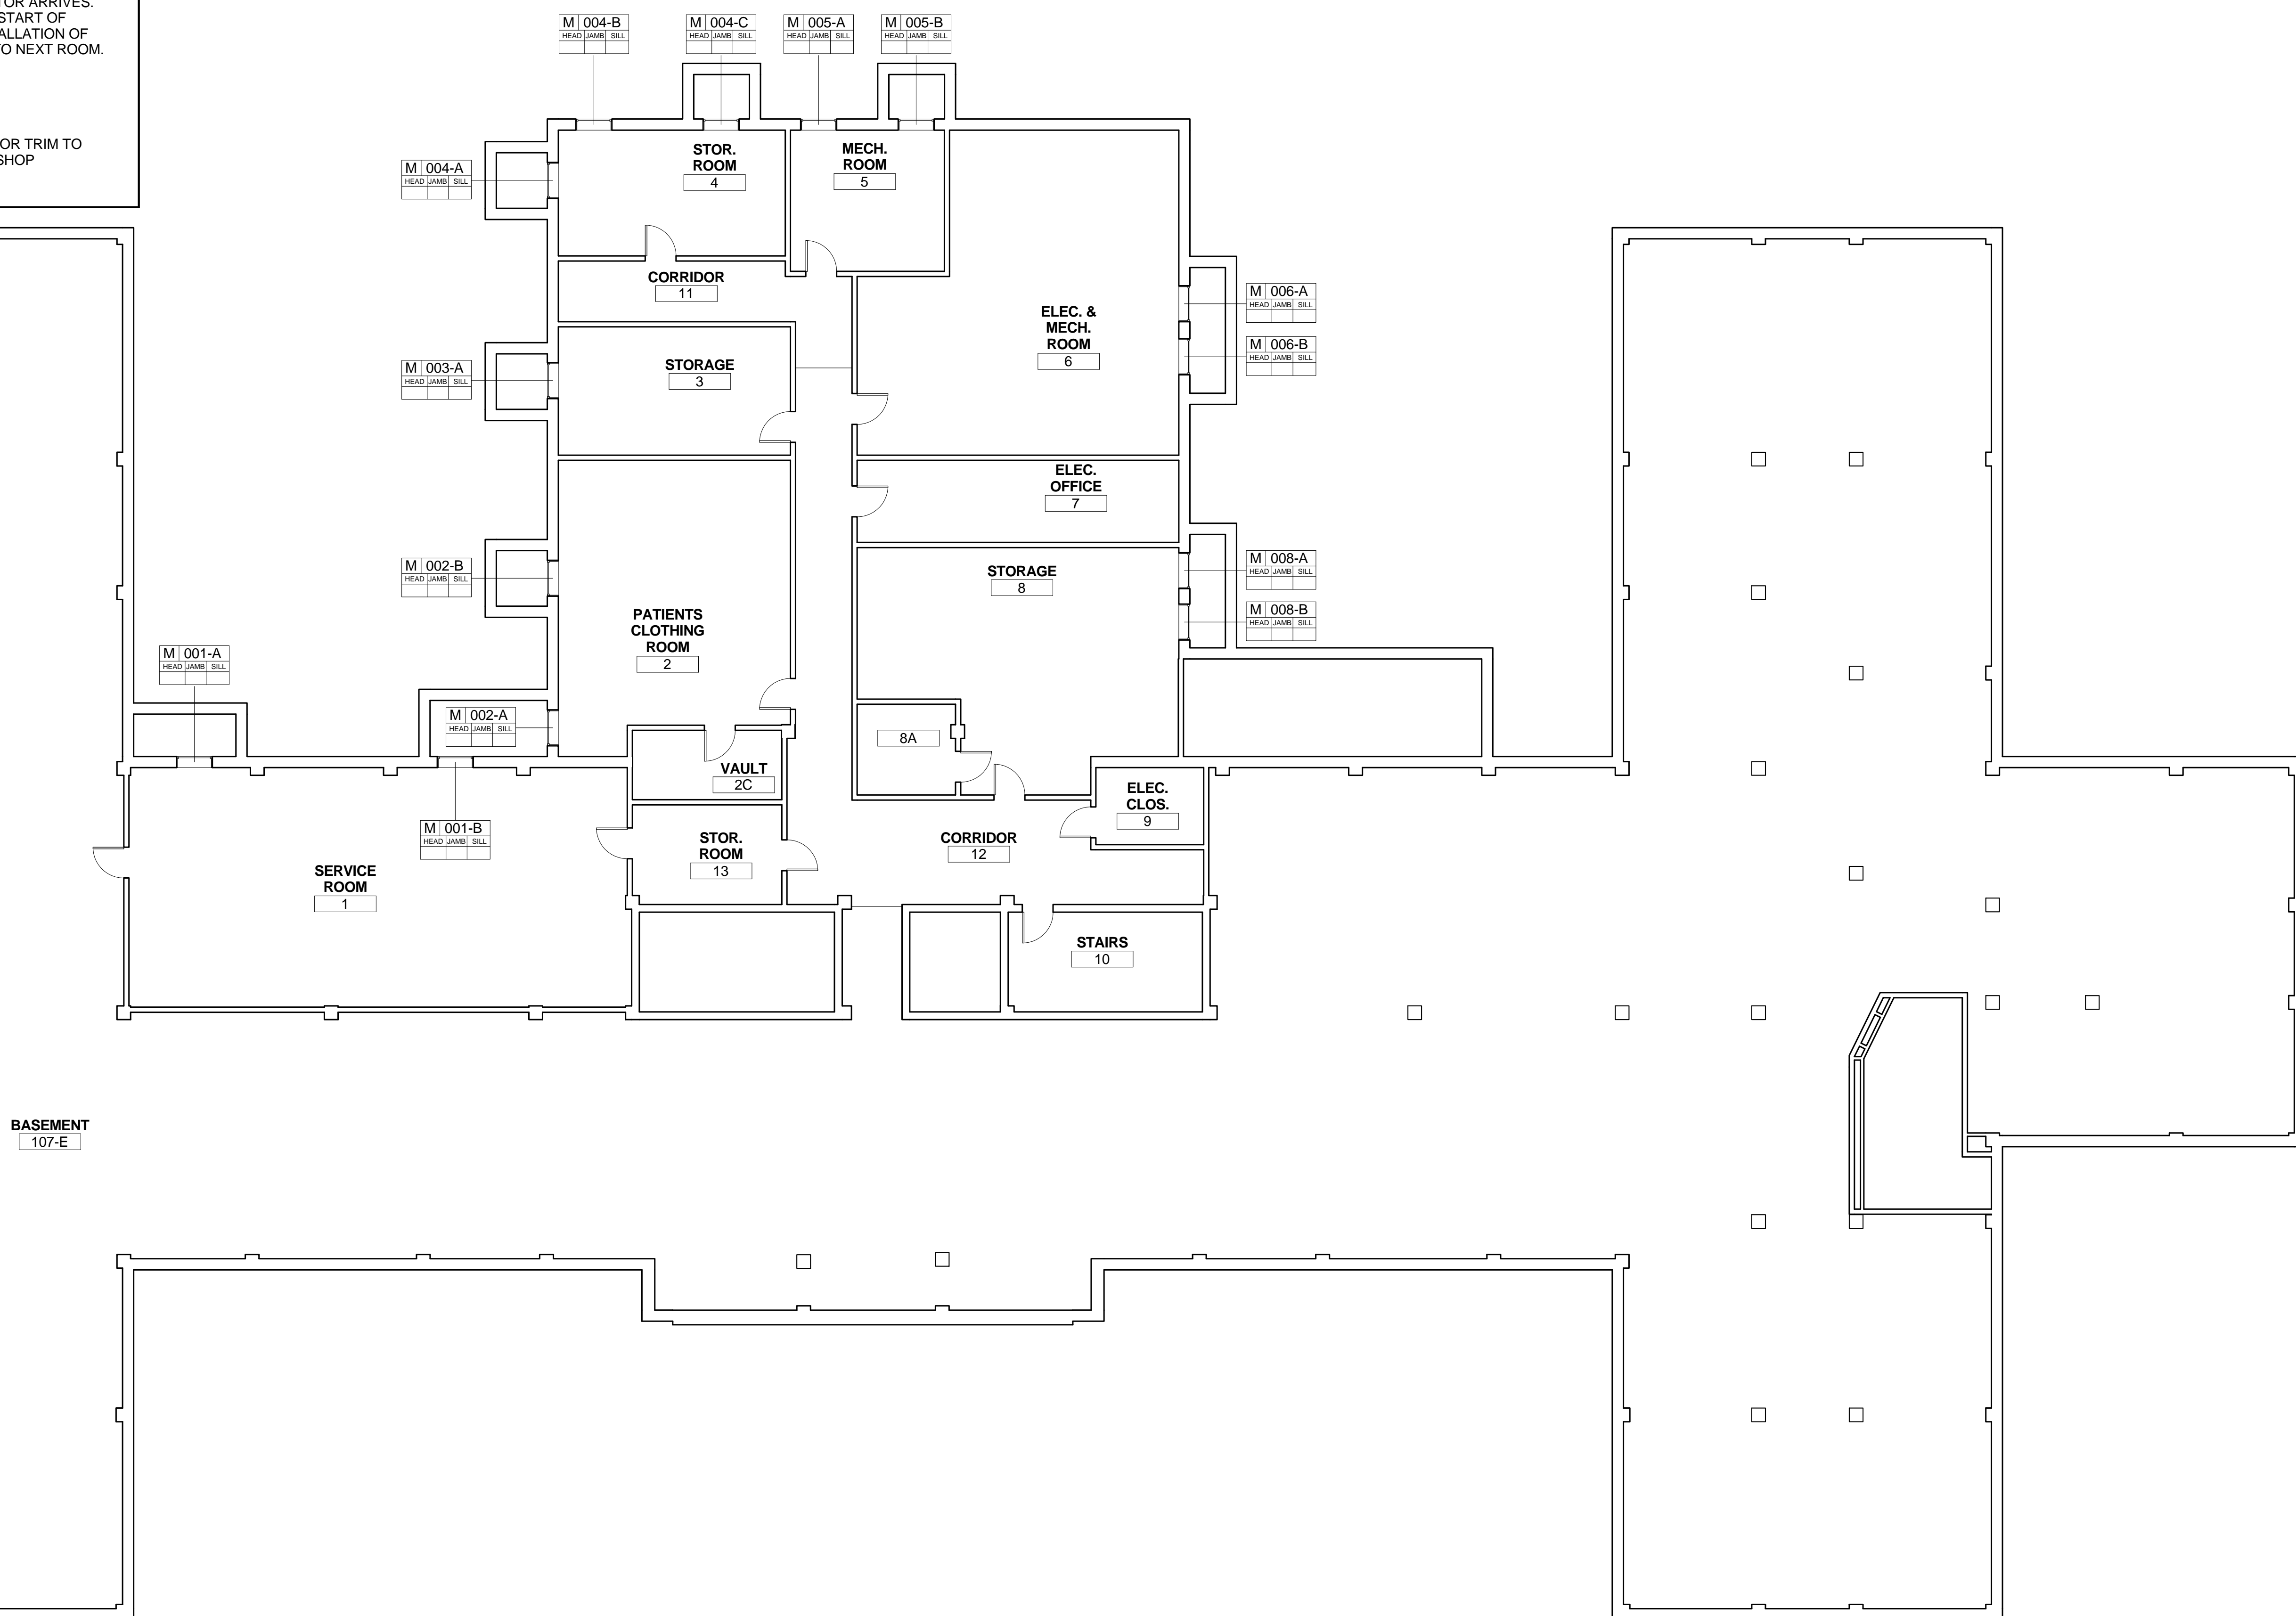 TOR ARRIVES.
START OF
ALLATION OF
TO NEXT ROOM.
OR TRIM TO
SHOP
M 004-B
HEAD JAMB SILL
M 004-C
HEAD JAMB SILL
M 005-A
HEAD JAMB SILL
M 005-B
HEAD JAMB SILL
M 004-A
HEAD JAMB SILL
STOR.
ROOM
4
MECH.
ROOM
5
CORRIDOR
11
M 006-A
HEAD JAMB SILL
ELEC. &
MECH.
ROOM
6
M 006-B
HEAD JAMB SILL
M 003-A
HEAD JAMB SILL
STORAGE
3
ELEC.
OFFICE
7
M 002-B
HEAD JAMB SILL
STORAGE
8
M 008-A
HEAD JAMB SILL
M 008-B
HEAD JAMB SILL
PATIENTS
CLOTHING
ROOM
2
M 001-A
HEAD JAMB SILL
M 002-A
HEAD JAMB SILL
8A
VAULT
2C
ELEC.
CLOS.
9
M 001-B
HEAD JAMB SILL
STOR.
ROOM
13
CORRIDOR
12
SERVICE
ROOM
1
STAIRS
10
BASEMENT
107-E